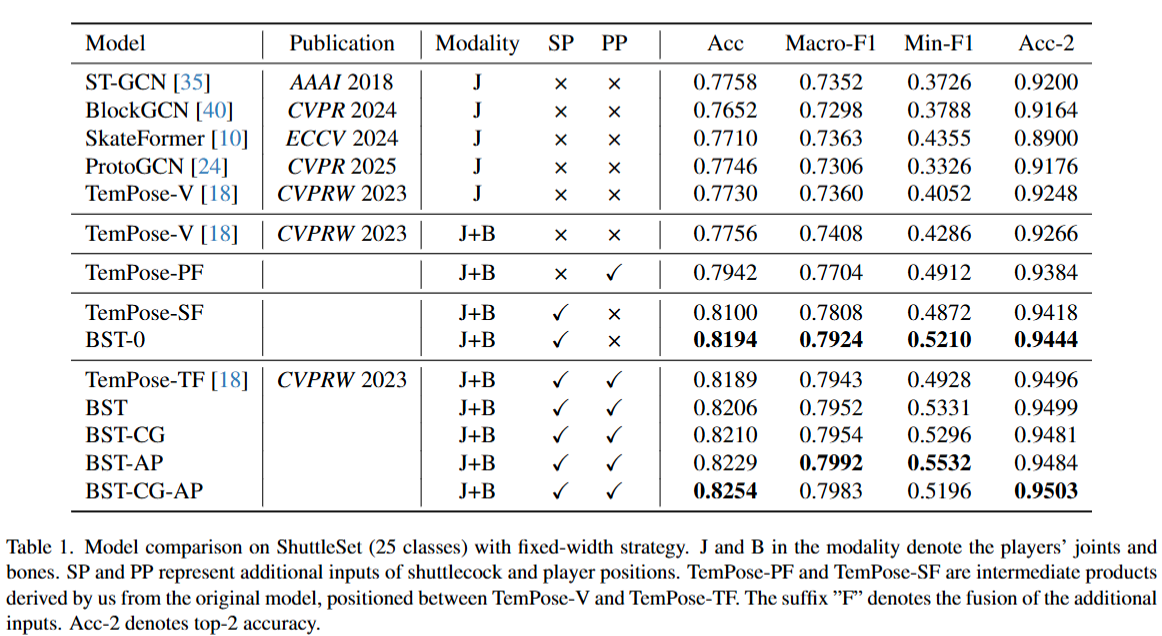 Model Publication Modality SP PP Acc Macro-F1 Min-F1 Acc-2
ST-GCN [35] AAAI 2018 J × × 0.7758 0.7352 0.3726 0.9200
BlockGCN [40] CVPR 2024 J × × 0.7652 0.7298 0.3788 0.9164
SkateFormer [10] ECCV 2024 J × × 0.7710 0.7363 0.4355 0.8900
ProtoGCN [24] CVPR 2025 J × × 0.7746 0.7306 0.3326 0.9176
TemPose-V [18] CVPRW 2023 J × × 0.7730 0.7360 0.4052 0.9248
TemPose-V [18] CVPRW 2023 J+B × × 0.7756 0.7408 0.4286 0.9266
TemPose-PF J+B × ✓ 0.7942 0.7704 0.4912 0.9384
TemPose-SF J+B ✓ × 0.8100 0.7808 0.4872 0.9418
BST-0 J+B ✓ × 0.8194 0.7924 0.5210 0.9444
TemPose-TF [18] CVPRW 2023 J+B ✓ ✓ 0.8189 0.7943 0.4928 0.9496
BST J+B ✓ ✓ 0.8206 0.7952 0.5331 0.9499
BST-CG J+B ✓ ✓ 0.8210 0.7954 0.5296 0.9481
BST-AP J+B ✓ ✓ 0.8229 0.7992 0.5532 0.9484
BST-CG-AP J+B ✓ ✓ 0.8254 0.7983 0.5196 0.9503
Table 1. Model comparison on ShuttleSet (25 classes) with fixed-width strategy. J and B in the modality denote the players’ joints and
bones. SP and PP represent additional inputs of shuttlecock and player positions. TemPose-PF and TemPose-SF are intermediate products
derived by us from the original model, positioned between TemPose-V and TemPose-TF. The suffix ”F” denotes the fusion of the additional
inputs. Acc-2 denotes top-2 accuracy.